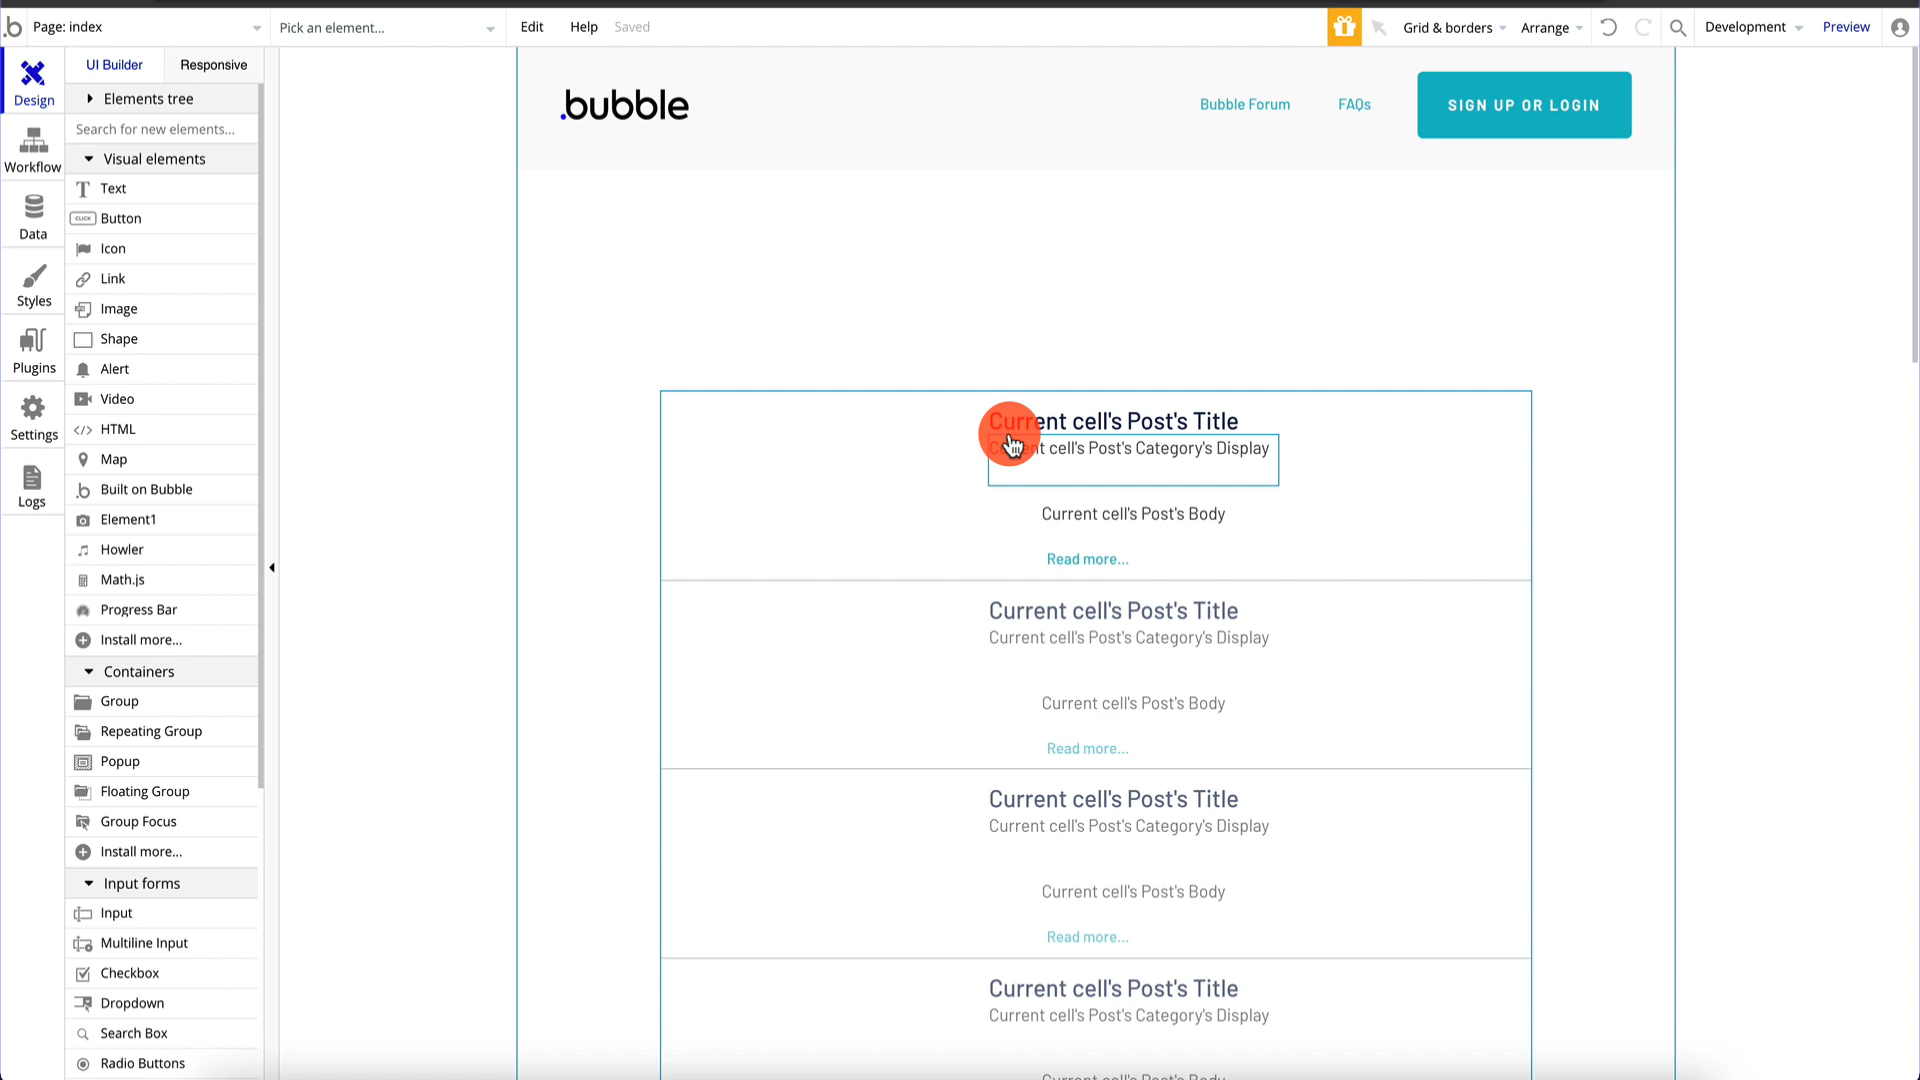 Page: index
Pick an element...
Edit
Help
Saved
Grid & borders
Arrange
Development
Preview
Design
Workflow
Data
Styles
Plugins
Settings
Logs
UI Builder
Responsive
Elements tree
Search for new elements...
Visual elements
Text
CLICK
Button
Icon
Link
Image
Shape
Alert
Video
HTML
Map
Built on Bubble
Element1
Howler
Math.js
Progress Bar
Install more...
Containers
Group
Repeating Group
Popup
Floating Group
Group Focus
Install more...
Input forms
Input
Multiline Input
Checkbox
Dropdown
Search Box
Radio Buttons
.bubble
Bubble Forum
FAQs
SIGN UP OR LOGIN
Current cell's Post's Title
Current cell's Post's Category's Display
Current cell's Post's Body
Read more...
Current cell's Post's Title
Current cell's Post's Category's Display
Current cell's Post's Body
Read more...
Current cell's Post's Title
Current cell's Post's Category's Display
Current cell's Post's Body
Read more...
Current cell's Post's Title
Current cell's Post's Category's Display
Current cell's Post's Body